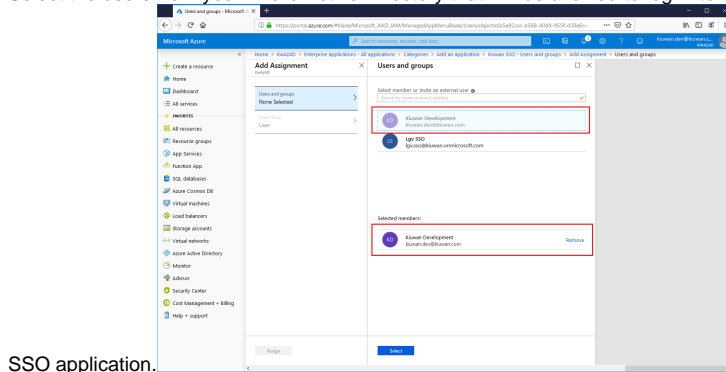 Users and groups - Microsoft
https://portal.azure.com/#blade/Microsoft_AAD_IAM/ManagedAppMenuBlade/Users/objectId/
Microsoft Azure
Search resources, services, and docs
kiuwan.dev@kiuwan.c...
KWAZAD
Home > KwAzAD > Enterprise applications - All applications > Categories > Add an application > Kiuwan SSO - Users and groups > Add Assignment > Users and groups
Create a resource
Home
Dashboard
All services
FAVORITES
All resources
Resource groups
App Services
Function App
SQL databases
Azure Cosmos DB
Virtual machines
Load balancers
Storage accounts
Virtual networks
Azure Active Directory
Monitor
Advisor
Security Center
Cost Management + Billing
Help + support
Add Assignment
KwAzAD
Users and groups
None Selected
Select Role
User
Assign
Users and groups
Select member or invite an external user
Search by name or email address
KD
Kiuwan Development
kiuwan.dev@kiuwan.com
LS
lgv SSO
lgvsso@kiuwan.onmicrosoft.com
Selected members:
KD
Kiuwan Development
kiuwan.dev@kiuwan.com
Remove
Select
SSO application.